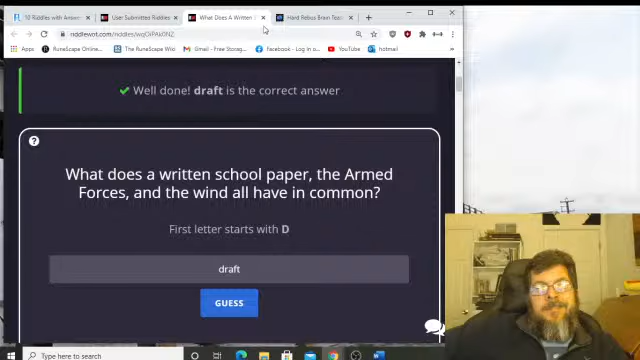 10 Riddles with Answer
User Submitted Riddles
What Does A Written
Hard Rebus Brain Teas
riddlewot.com/riddles/
Apps
RuneScape Online
The RuneScape Wiki
Gmail - Free Storag...
Facebook - Log In o...
YouTube
hotmail
Well done! draft is the correct answer
?
What does a written school paper, the Armed
Forces, and the wind all have in common?
First letter starts with D
draft
GUESS
Type here to search